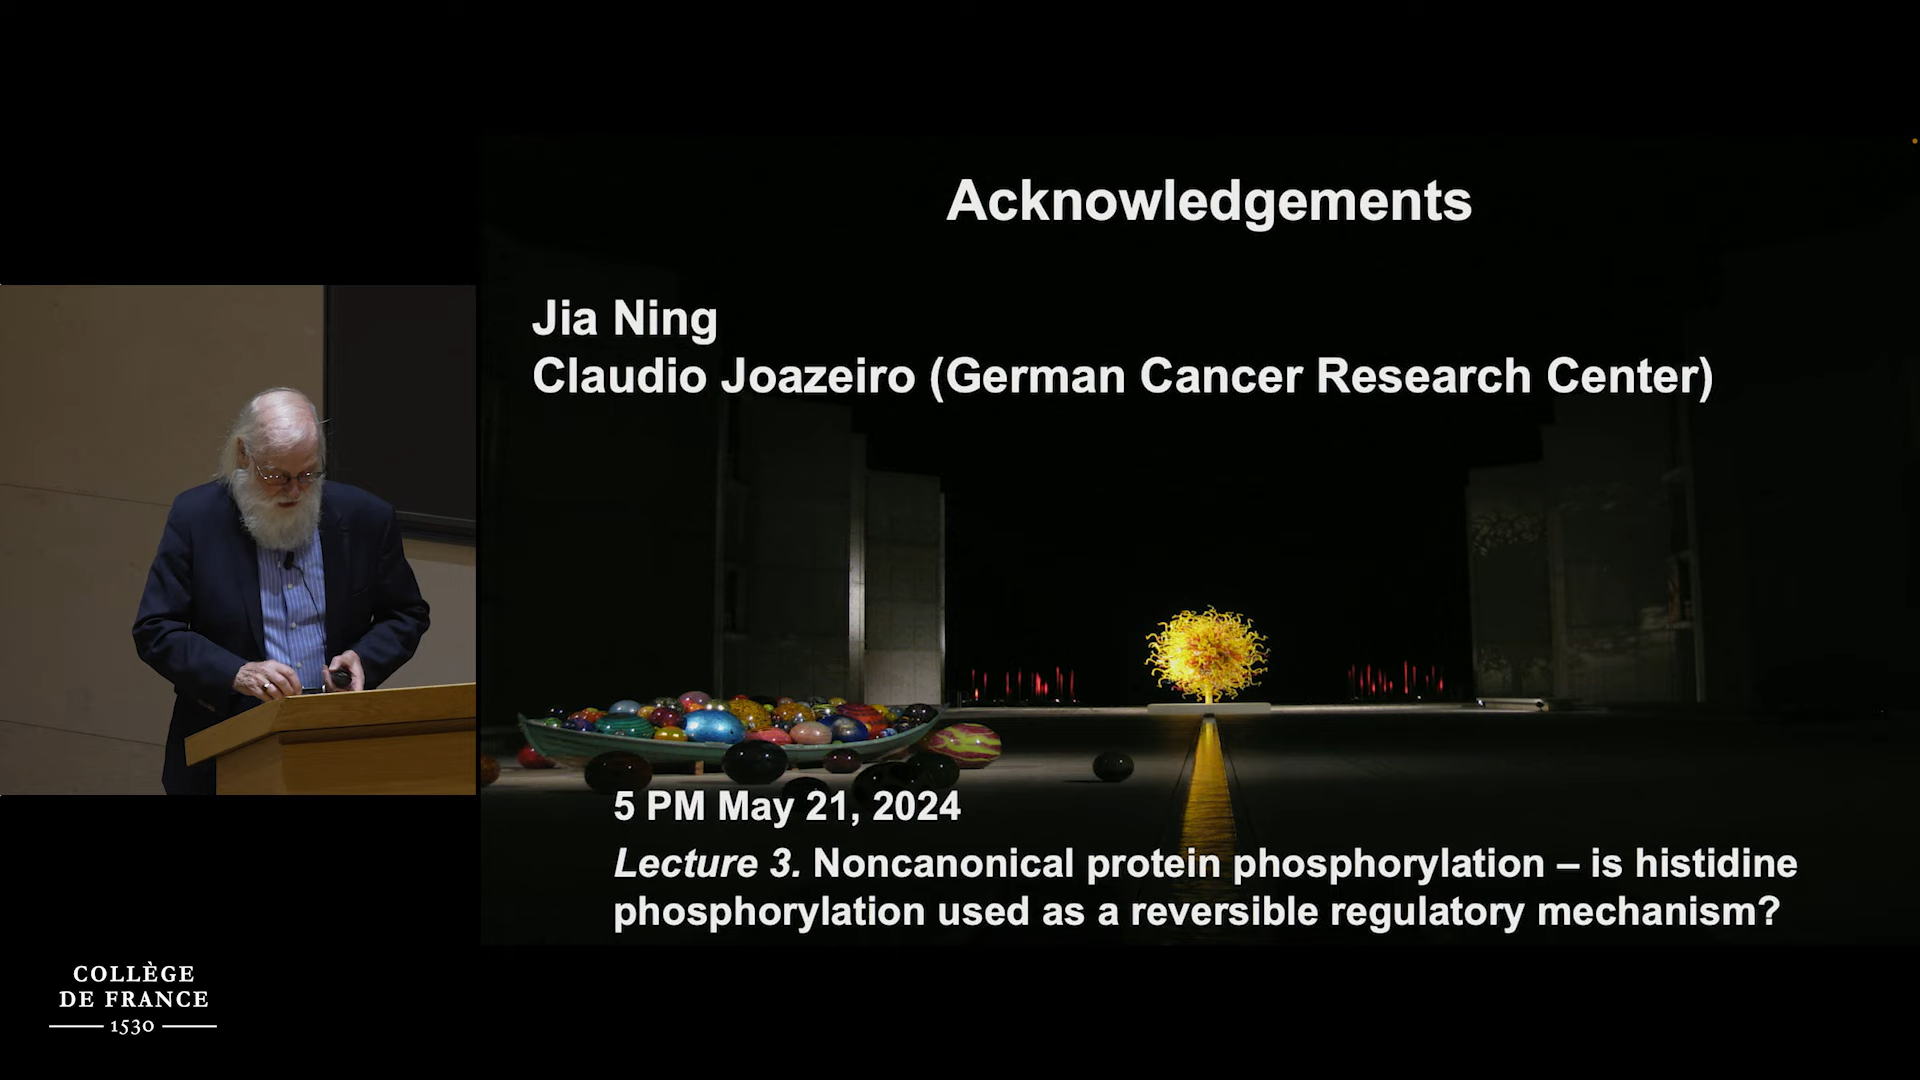 Acknowledgements
Jia Ning
Claudio Joazeiro (German Cancer Research Center)
5 PM May 21, 2024
Lecture 3. Noncanonical protein phosphorylation – is histidine
phosphorylation used as a reversible regulatory mechanism?
COLLÈGE
DE FRANCE
1530